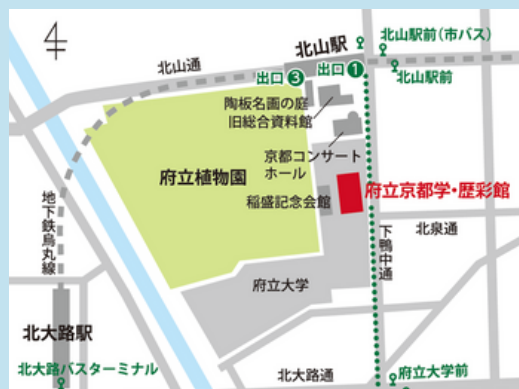 北山駅
北山駅前(市バス)
北山通
出口3
出口1
北山駅前
陶板名画の庭
旧総合資料館
京都コンサート
ホール
府立植物園
稲盛記念会館
府立京都学・歴彩館
地下鉄烏丸線
北泉通
下鴨中通
府立大学
北大路駅
北大路バスターミナル
北大路通
府立大学前